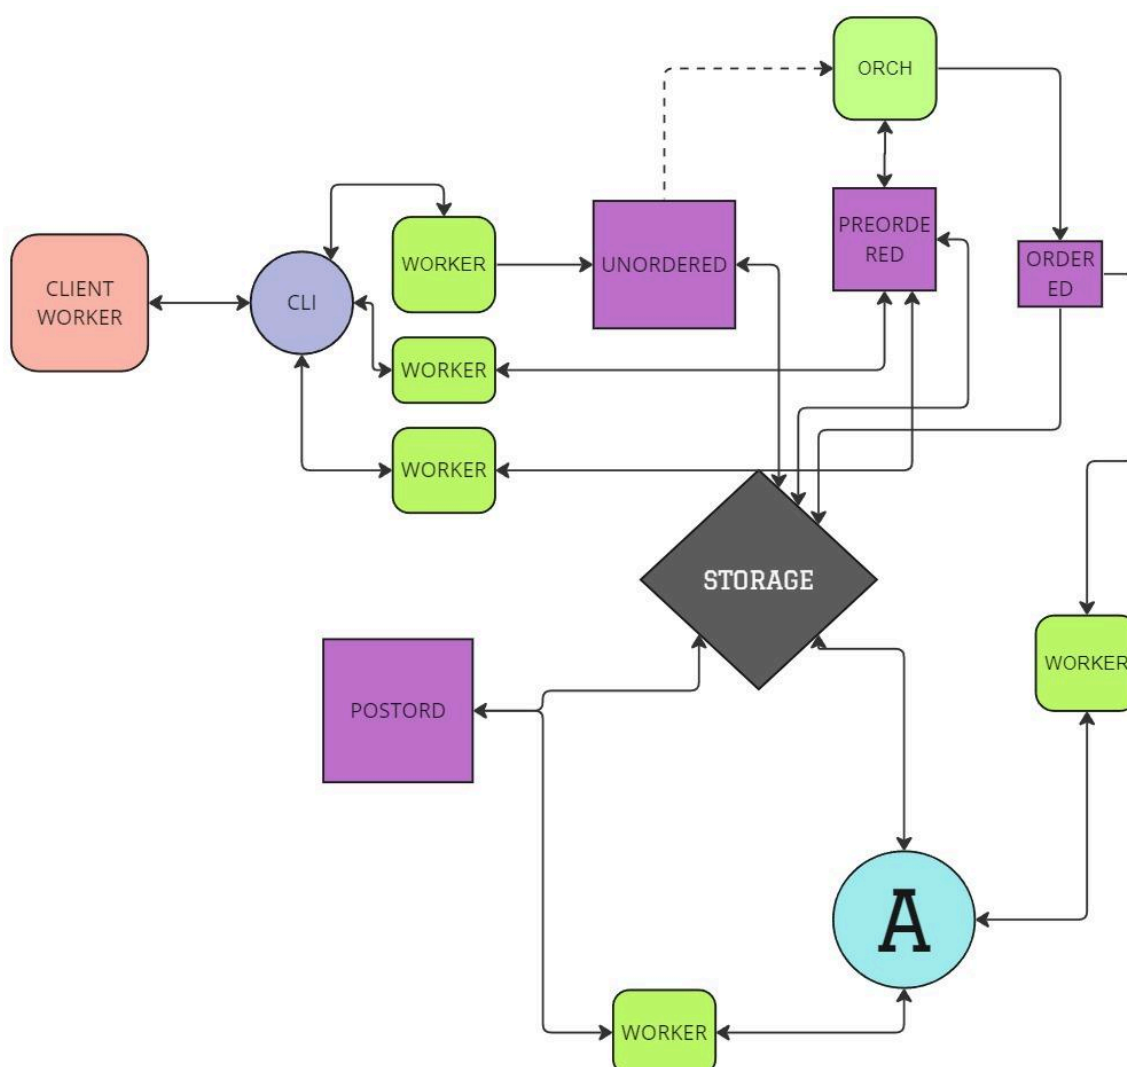 ORCH
PREORDE
RED
ORDER
ED
UNORDERED
WORKER
CLIENT
WORKER
CLI
WORKER
WORKER
STORAGE
WORKER
POSTORD
A
WORKER